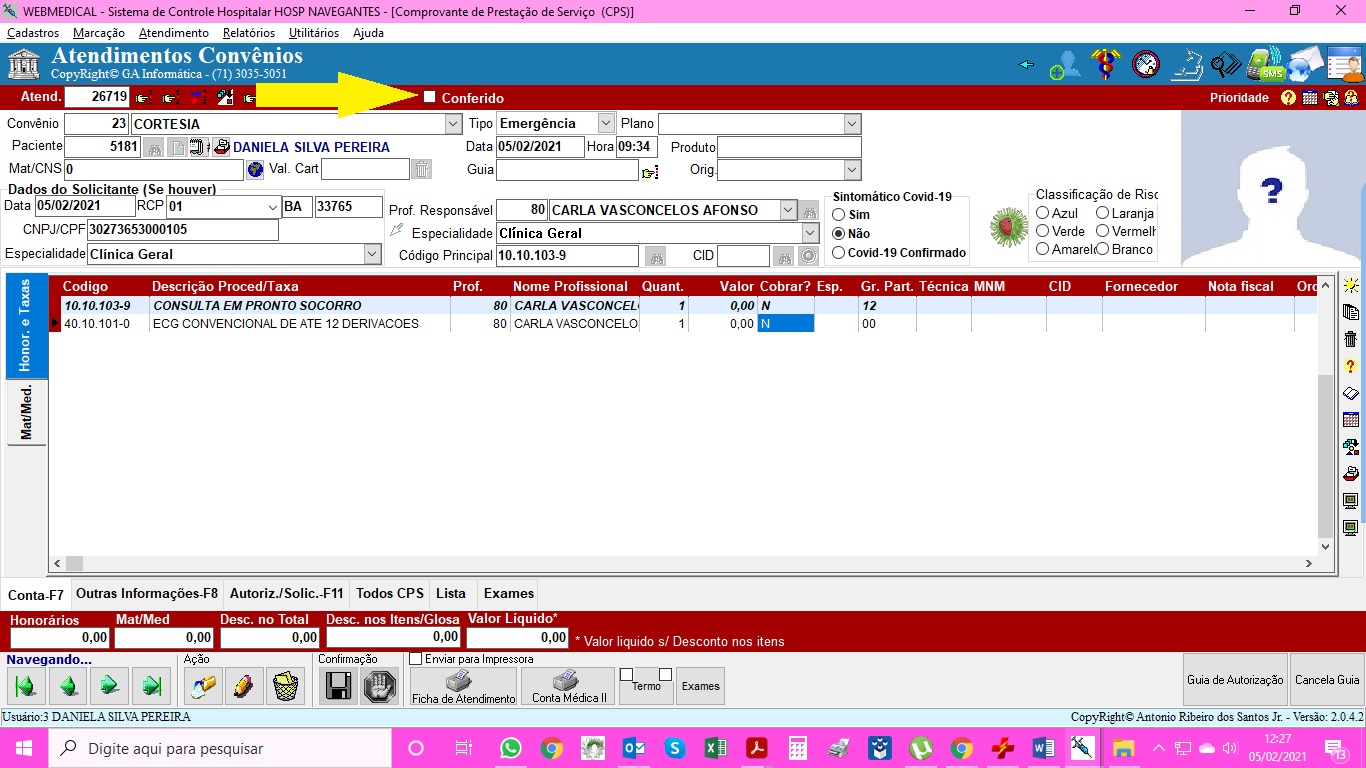 WEBMEDICAL - Sistema de Controle Hospitalar HOSP NAVEGANTES - [Comprovante de Prestação de Serviço (CPS)]
Cadastros Marcação Atendimento Relatórios Utilitários Ajuda
Atendimentos Convênios
CopyRight© GA Informática - (71) 3035-5051
SMS
Atend. 26719 Conferido Prioridade
Convênio 23 CORTESIA Tipo Emergência Plano
Paciente 5181 DANIELA SILVA PEREIRA Data 05/02/2021 Hora 09:34 Produto
Mat/CNS 0 Val. Cart Guia Orig.
Dados do Solicitante (Se houver)
Data 05/02/2021 RCP 01 BA 33765
CNPJ/CPF 30273653000105
Especialidade Clínica Geral
Prof. Responsável 80 CARLA VASCONCELOS AFONSO
Especialidade Clínica Geral
Código Principal 10.10.103-9 CID
Sintomático Covid-19
Sim
Não
Covid-19 Confirmado
Classificação de Risc
Azul Laranja
Verde Vermelh
Amarelo Branco
?
Honor. e Taxas
Mat/Med.
Codigo Descrição Proced/Taxa Prof. Nome Profissional Quant. Valor Cobrar? Esp. Gr. Part. Técnica MNM CID Fornecedor Nota fiscal Orc
10.10.103-9 CONSULTA EM PRONTO SOCORRO 80 CARLA VASCONCEL 1 0,00 N 12
40.10.101-0 ECG CONVENCIONAL DE ATE 12 DERIVACOES 80 CARLA VASCONCELO 1 0,00 N 00
Conta-F7 Outras Informações-F8 Autoriz./Solic.-F11 Todos CPS Lista Exames
Honorários Mat/Med Desc. no Total Desc. nos Itens/Glosa Valor Líquido*
0,00 0,00 0,00 0,00 0,00 * Valor liquido s/ Desconto nos itens
Navegando... Ação Confirmação Enviar para Impressora
Ficha de Atendimento Conta Médica II Termo Exames Guia de Autorização Cancela Guia
Usuário:3 DANIELA SILVA PEREIRA CopyRight© Antonio Ribeiro dos Santos Jr. - Versão: 2.0.4.2
Digite aqui para pesquisar
12:27
05/02/2021
13